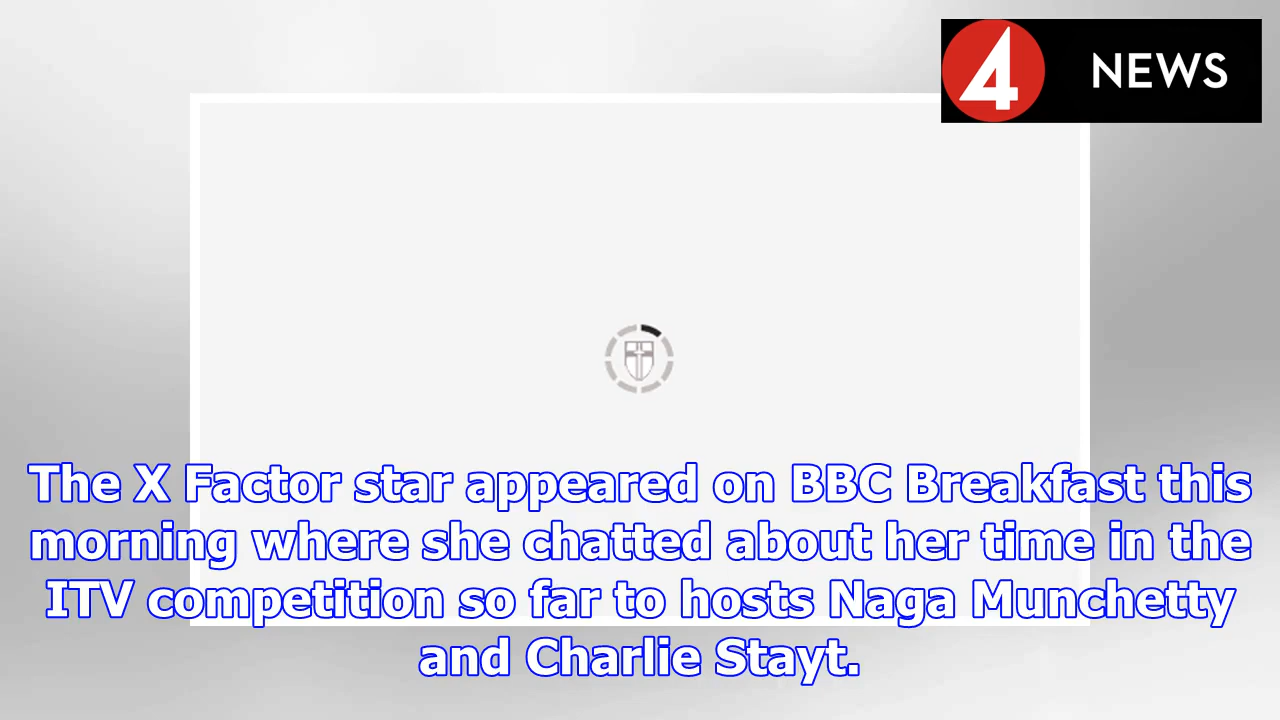 4 NEWS
The X Factor star appeared on BBC Breakfast this
morning where she chatted about her time in the
ITV competition so far to hosts Naga Munchetty
and Charlie Stayt.